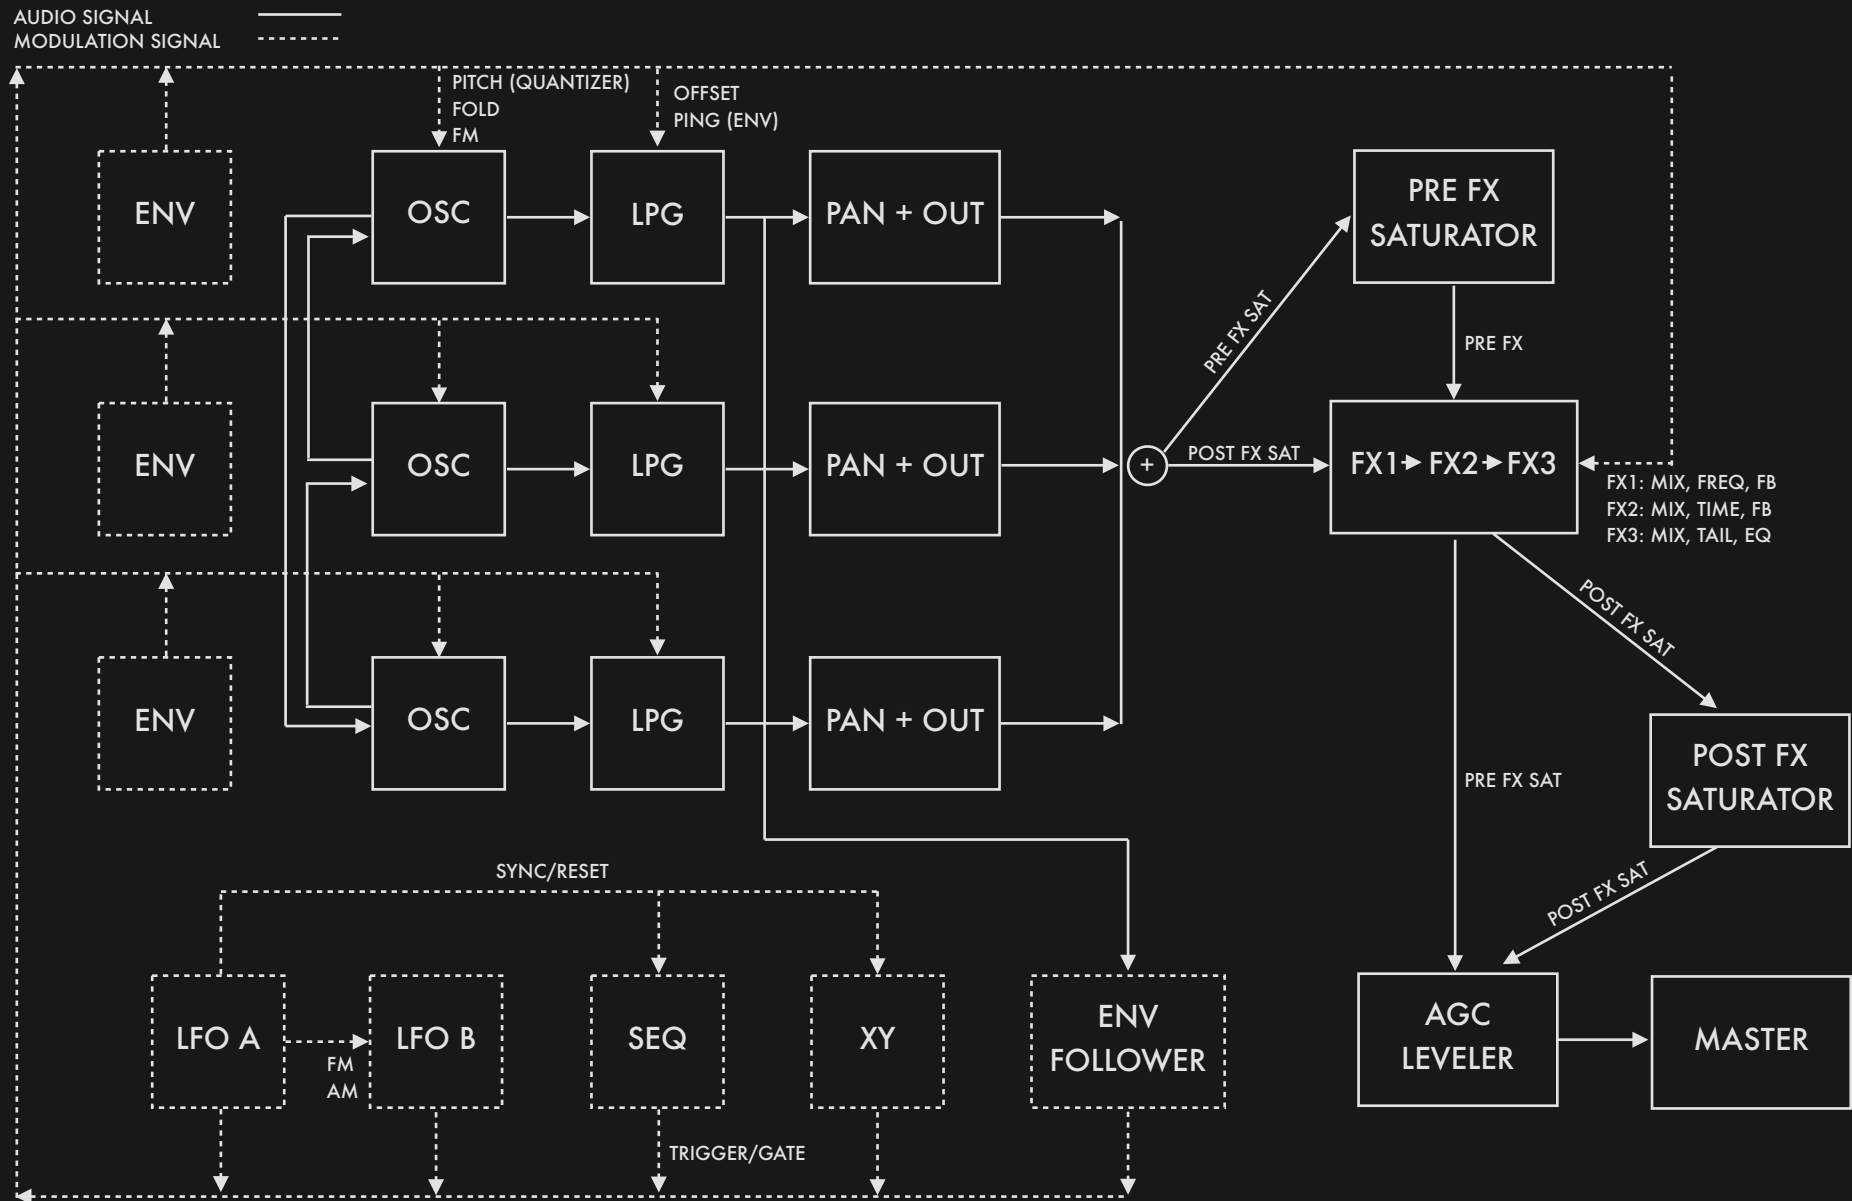 AUDIO SIGNAL
MODULATION SIGNAL
PITCH (QUANTIZER)
FOLD
FM
OFFSET
PING (ENV)
ENV
OSC
LPG
PAN + OUT
PRE FX
SATURATOR
PRE FX SAT
PRE FX
ENV
OSC
LPG
PAN + OUT
+
POST FX SAT
FX1 FX2 FX3
FX1: MIX, FREQ, FB
FX2: MIX, TIME, FB
FX3: MIX, TAIL, EQ
POST FX SAT
ENV
OSC
LPG
PAN + OUT
PRE FX SAT
POST FX
SATURATOR
POST FX SAT
SYNC/RESET
LFO A
FM
AM
LFO B
SEQ
XY
ENV
FOLLOWER
AGC
LEVELER
MASTER
TRIGGER/GATE